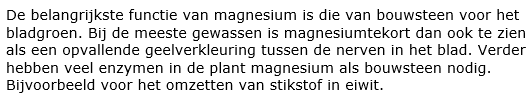 De belangrijkste functie van magnesium is die van bouwsteen voor het
bladgroen. Bij de meeste gewassen is magnesiumtekort dan ook te zien
als een opvallende geelverkleuring tussen de nerven in het blad. Verder
hebben veel enzymen in de plant magnesium als bouwsteen nodig.
Bijvoorbeeld voor het omzetten van stikstof in eiwit.